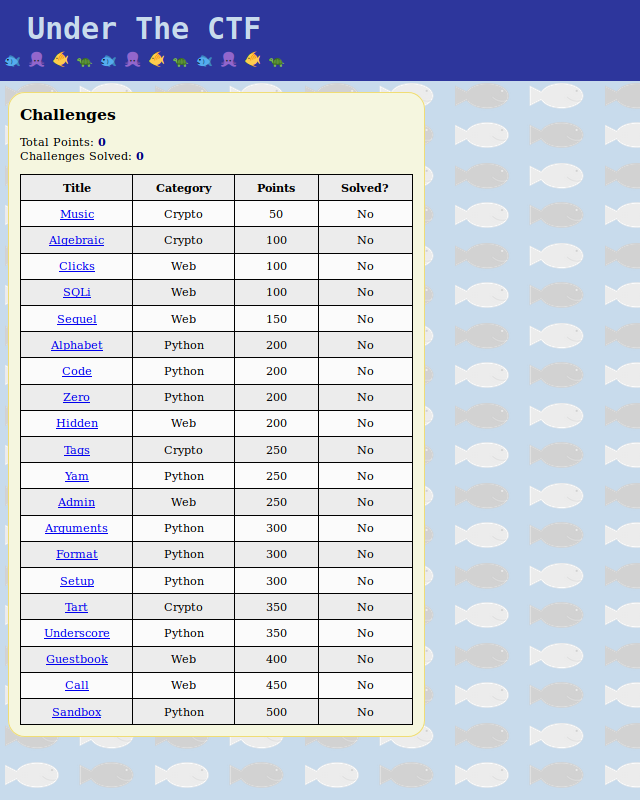 Under The CTF
Challenges
Total Points: 0
Challenges Solved: 0
Title Category Points Solved?
Music Crypto 50 No
Algebraic Crypto 100 No
Clicks Web 100 No
SQLi Web 100 No
Sequel Web 150 No
Alphabet Python 200 No
Code Python 200 No
Zero Python 200 No
Hidden Web 200 No
Tags Crypto 250 No
Yam Python 250 No
Admin Web 250 No
Arguments Python 300 No
Format Python 300 No
Setup Python 300 No
Tart Crypto 350 No
Underscore Python 350 No
Guestbook Web 400 No
Call Web 450 No
Sandbox Python 500 No